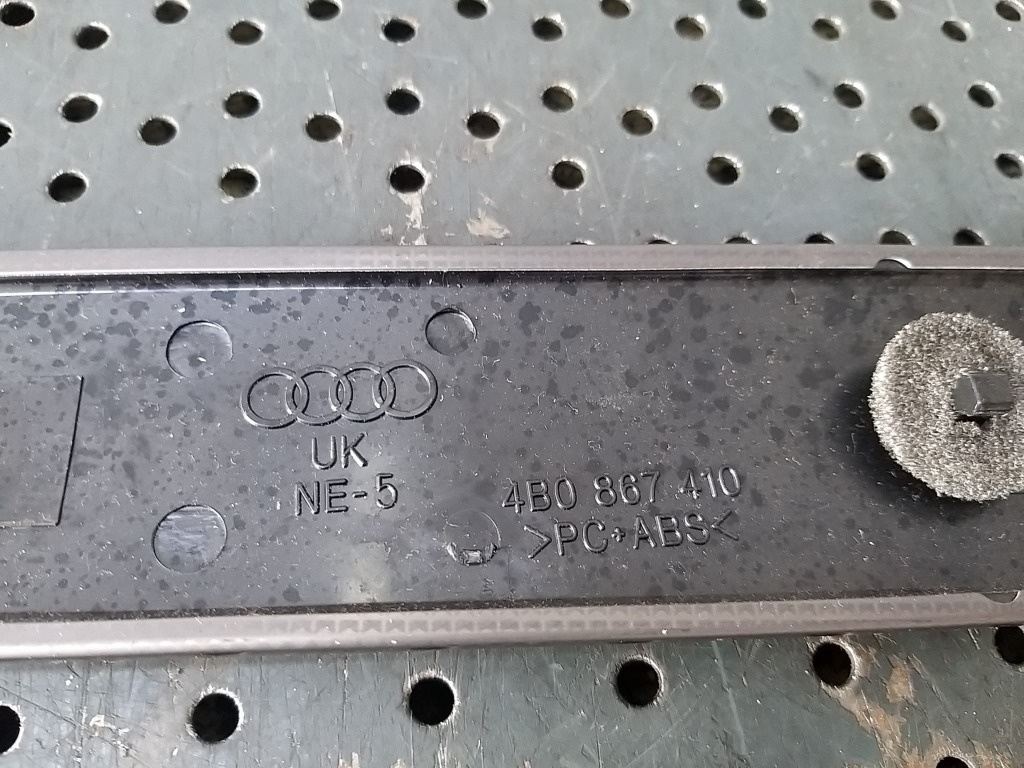 UK
NE-5
4B0 867 410
>PC+ABS<